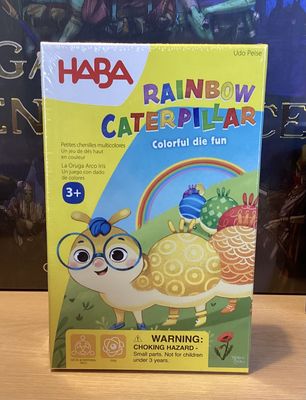 Udo Peise
HABA
RAINBOW
CATERPILLAR
Colorful die fun
Petites chenilles multicolores
Un jeu de dés haut
en couleur
La Oruga Arco Iris
Un juego con dado
de colores
3+
WARNING:
CHOKING HAZARD -
Small parts. Not for children
under 3 years.